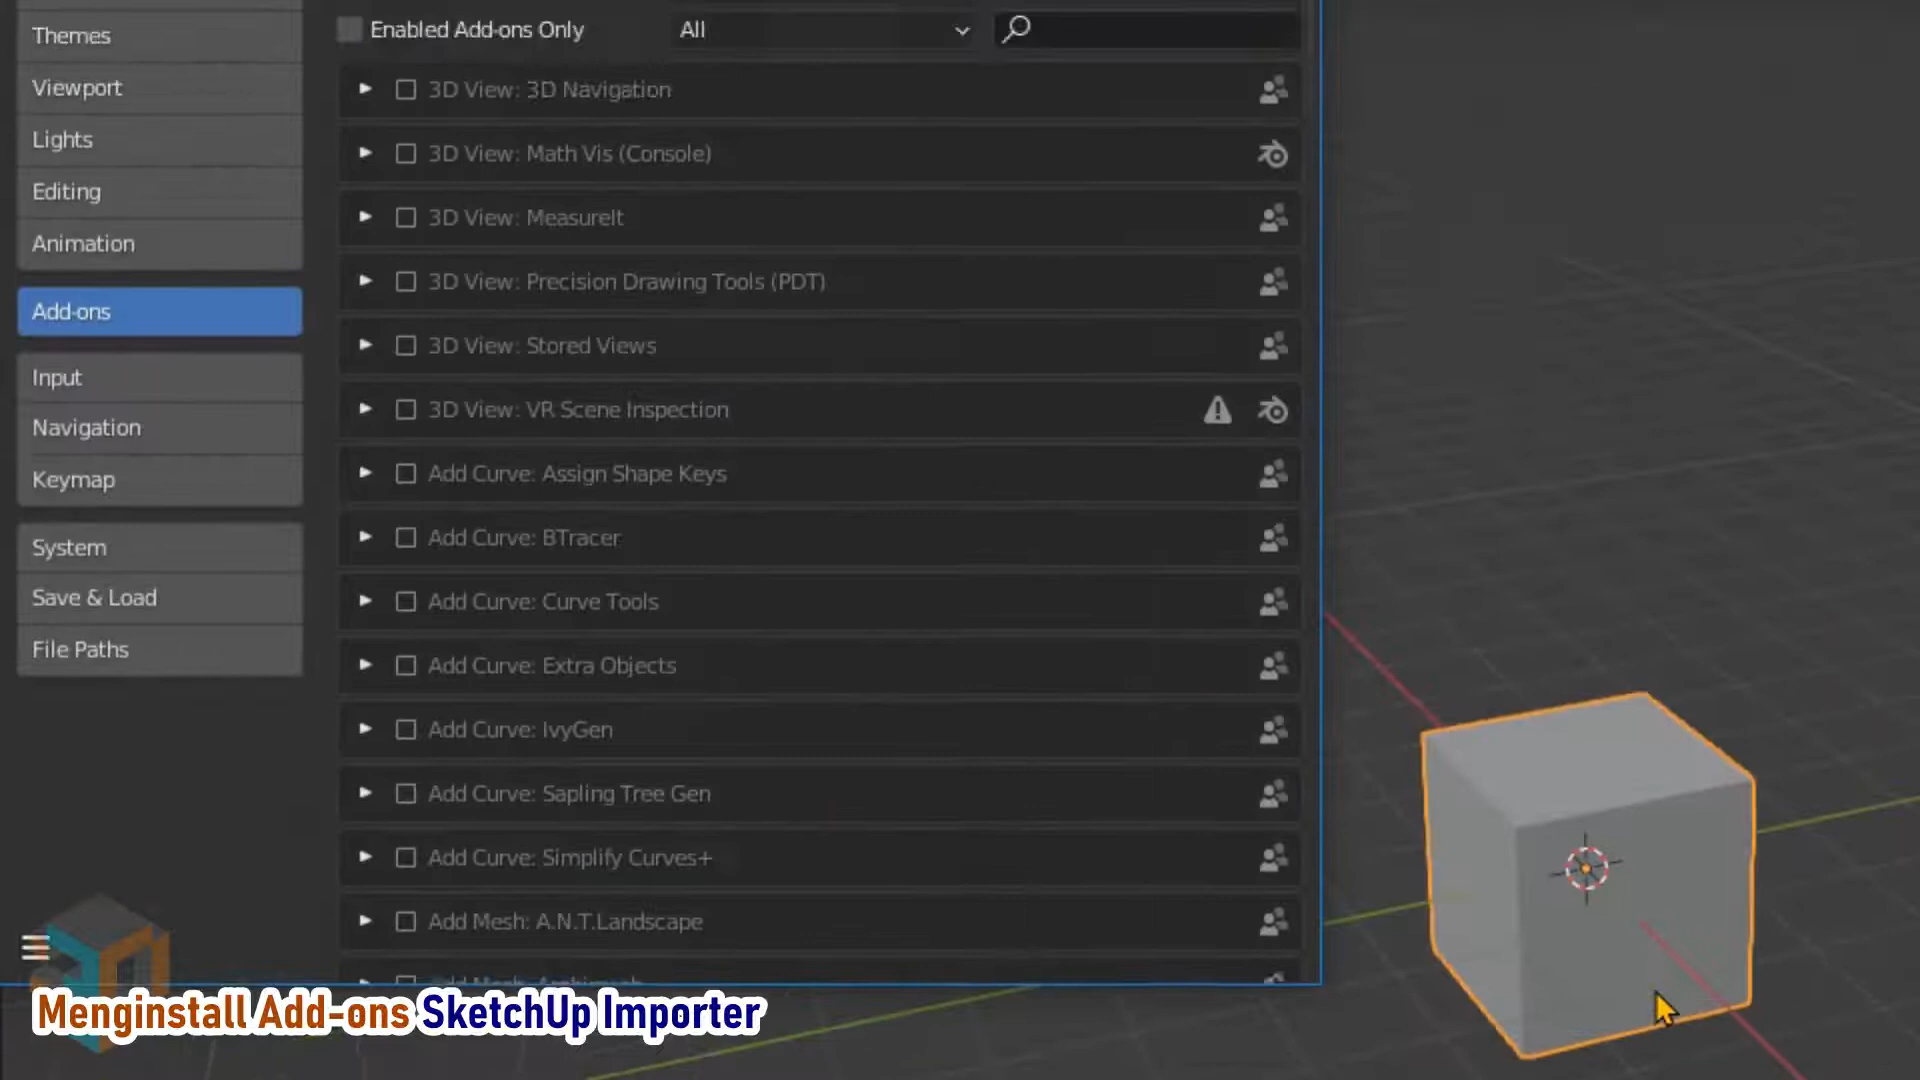 Themes
Viewport
Lights
Editing
Animation
Add-ons
Input
Navigation
Keymap
System
Save & Load
File Paths
Enabled Add-ons Only
All
3D View: 3D Navigation
3D View: Math Vis (Console)
3D View: MeasureIt
3D View: Precision Drawing Tools (PDT)
3D View: Stored Views
3D View: VR Scene Inspection
Add Curve: Assign Shape Keys
Add Curve: BTracer
Add Curve: Curve Tools
Add Curve: Extra Objects
Add Curve: IvyGen
Add Curve: Sapling Tree Gen
Add Curve: Simplify Curves+
Add Mesh: A.N.T.Landscape
Menginstall Add-ons SketchUp Importer